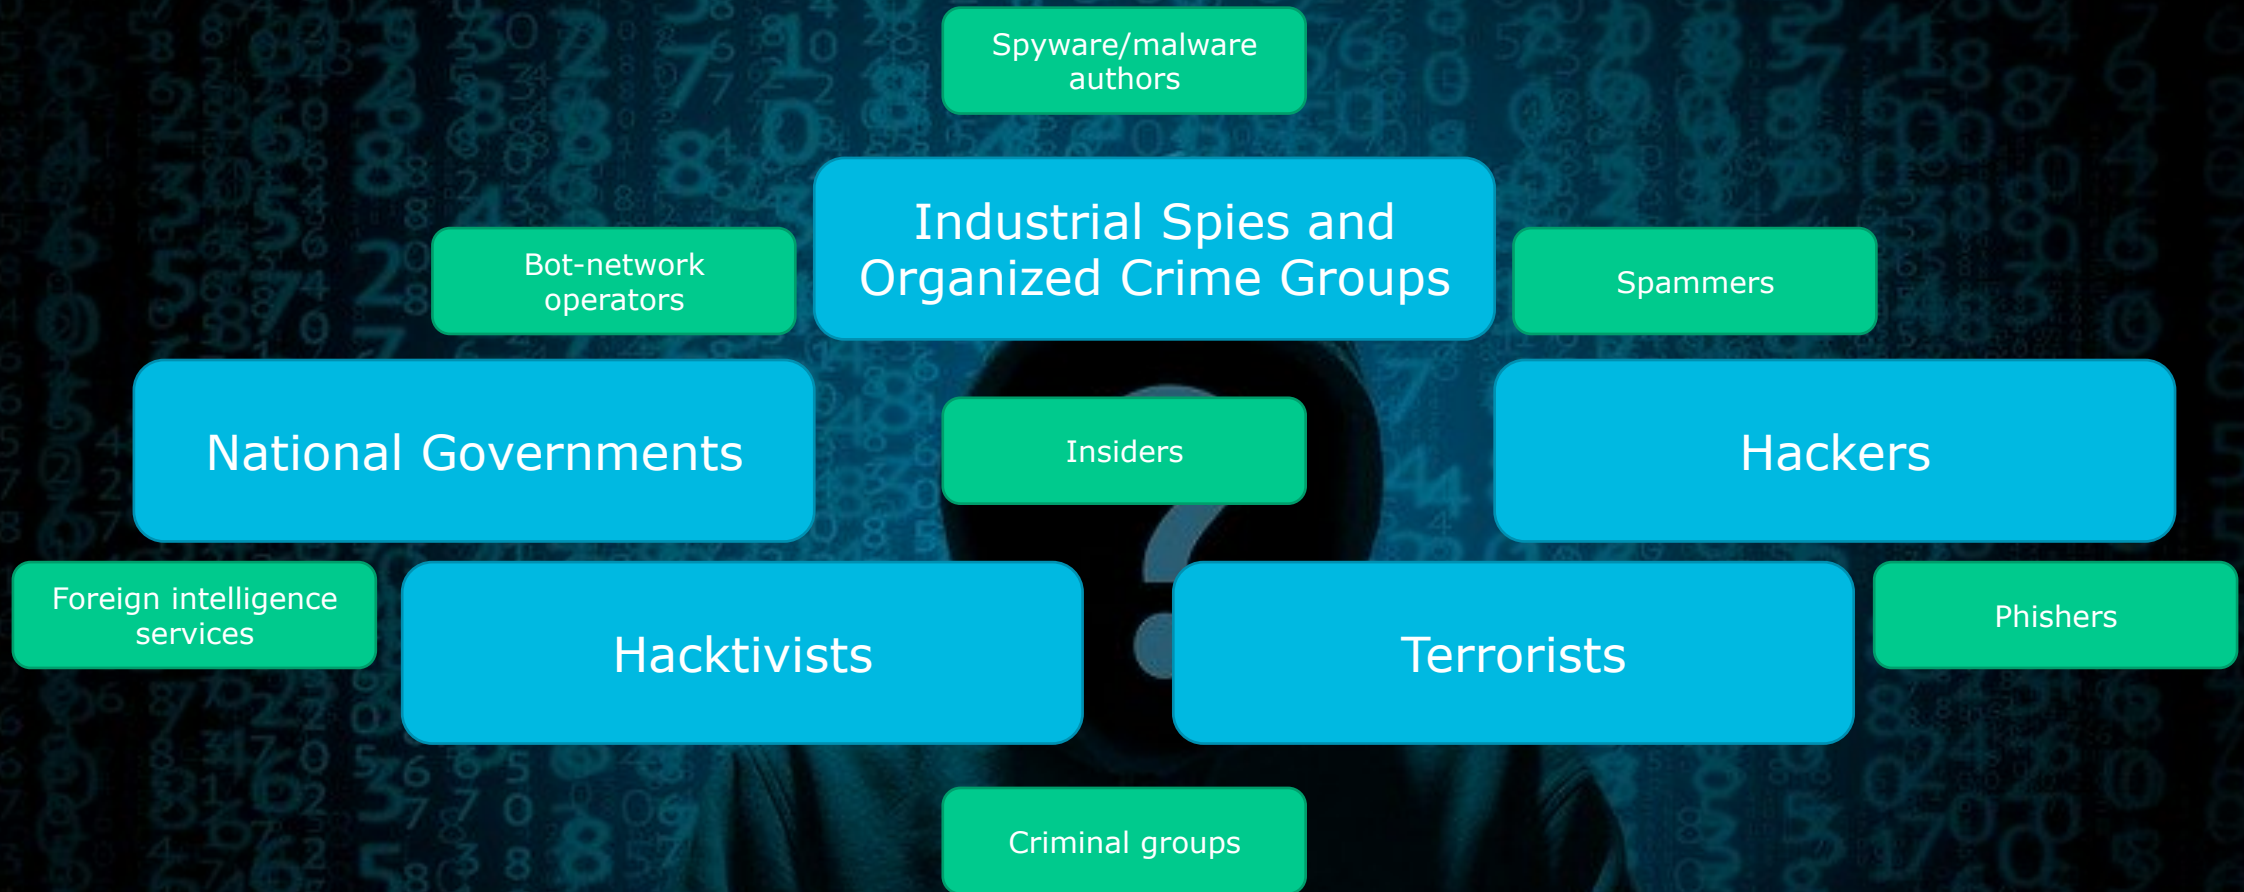 Spyware/malware
authors
Industrial Spies and
Organized Crime Groups
Bot-network
operators
Spammers
National Governments
Insiders
Hackers
Foreign intelligence
services
Hacktivists
Terrorists
Phishers
Criminal groups